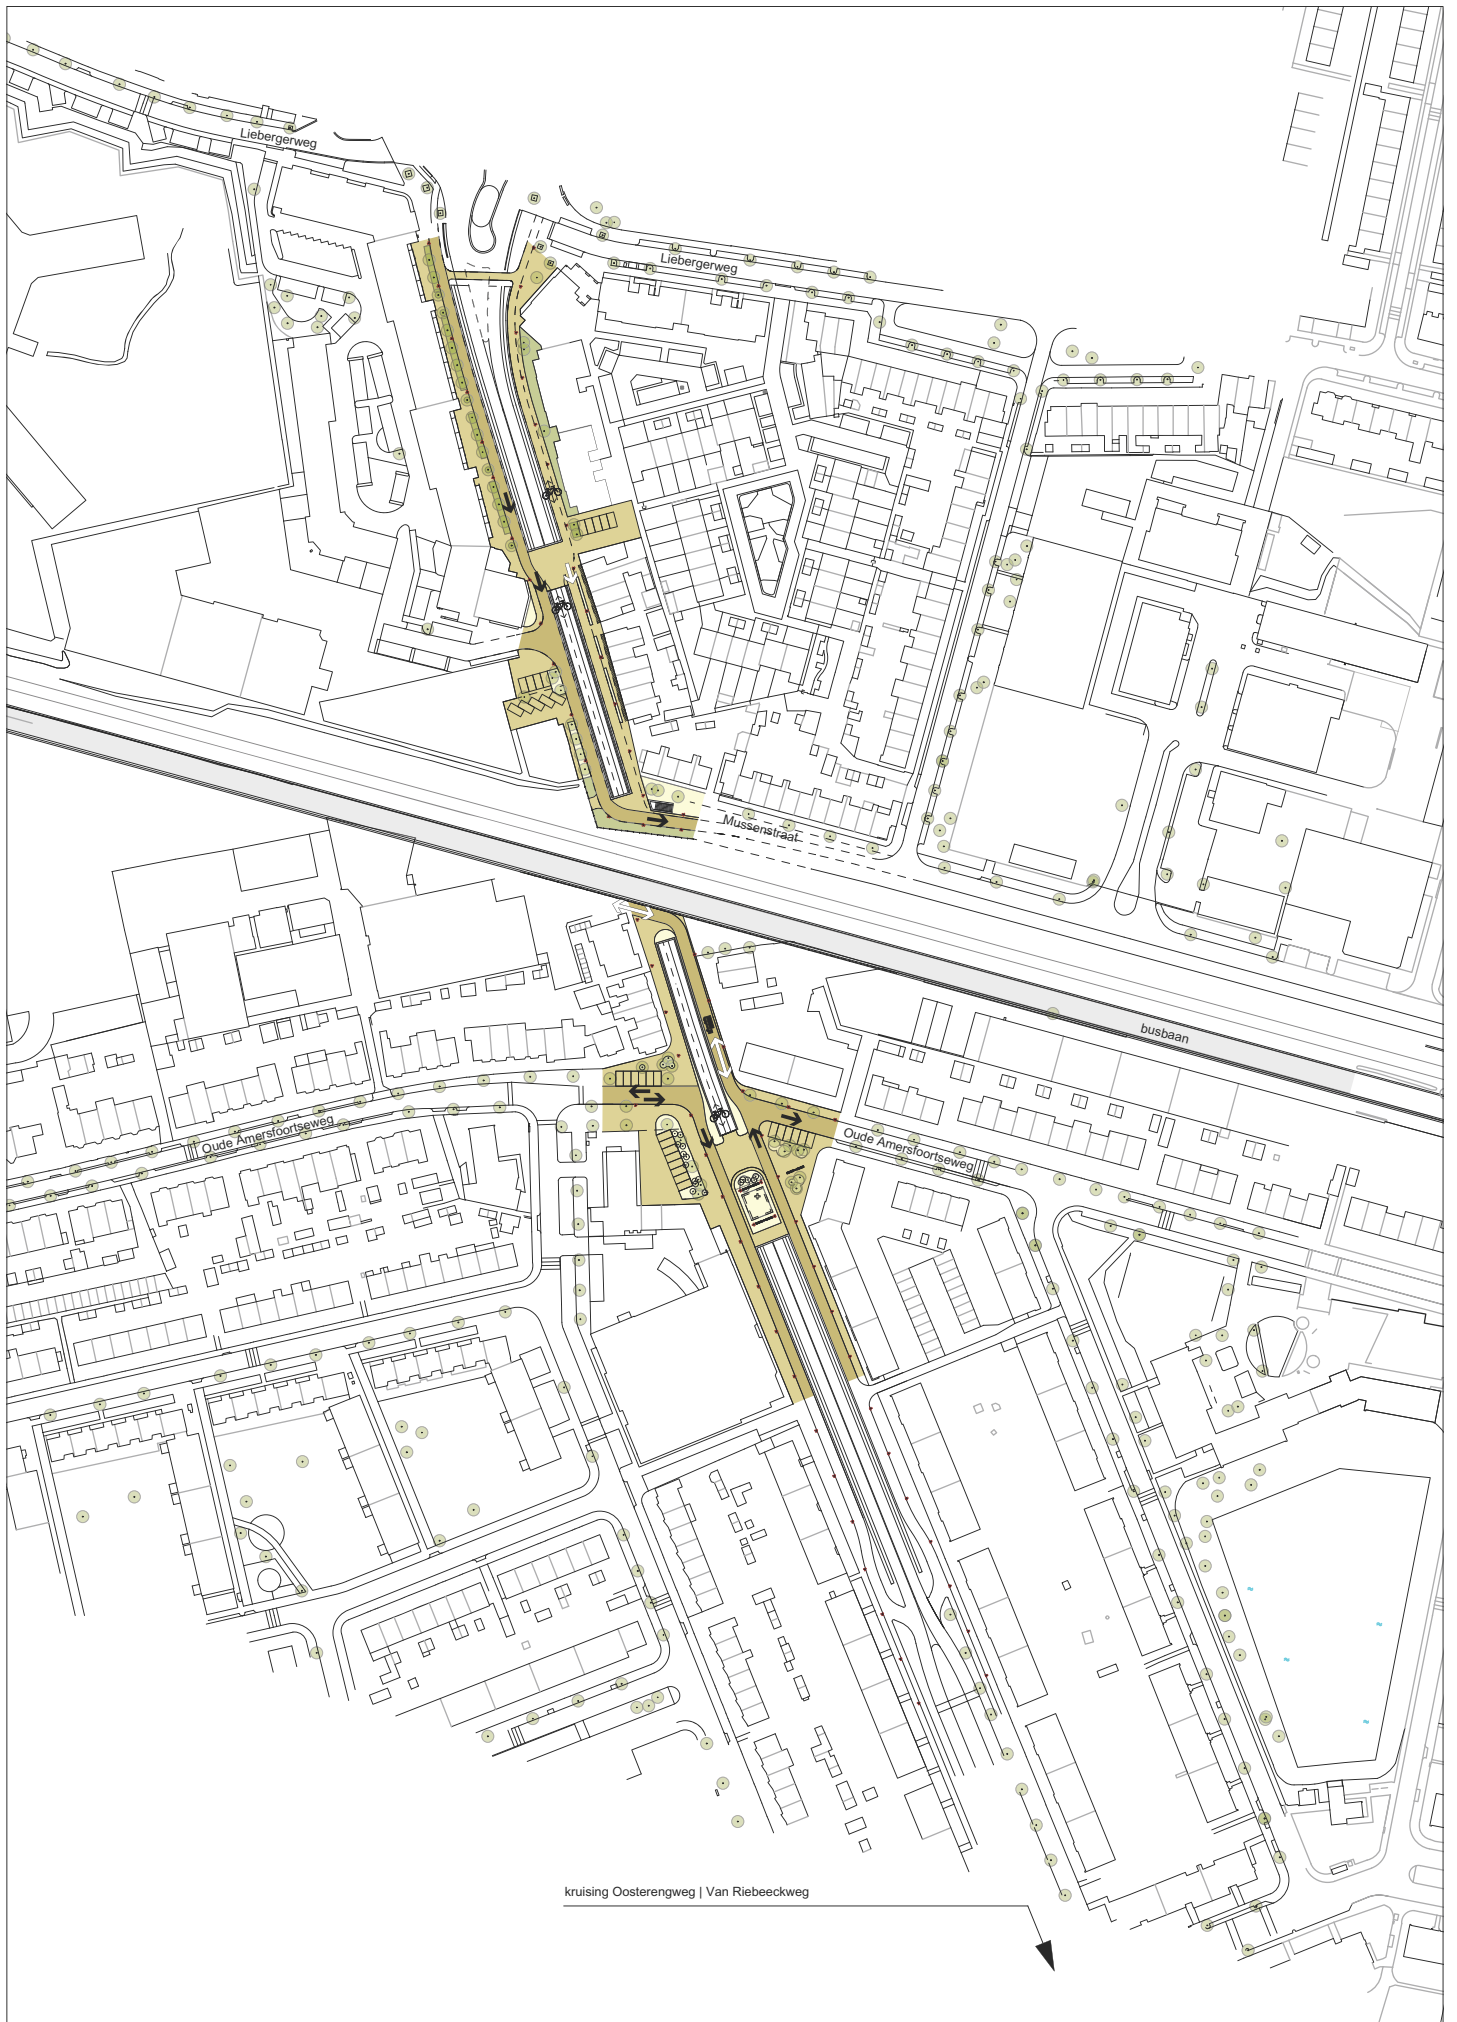 Liebergerweg
Liebergerweg
Mussenstraat
busbaan
Oude Amersfoortseweg
Oude Amersfoortseweg
kruising Oosterengweg | Van Riebeeckweg